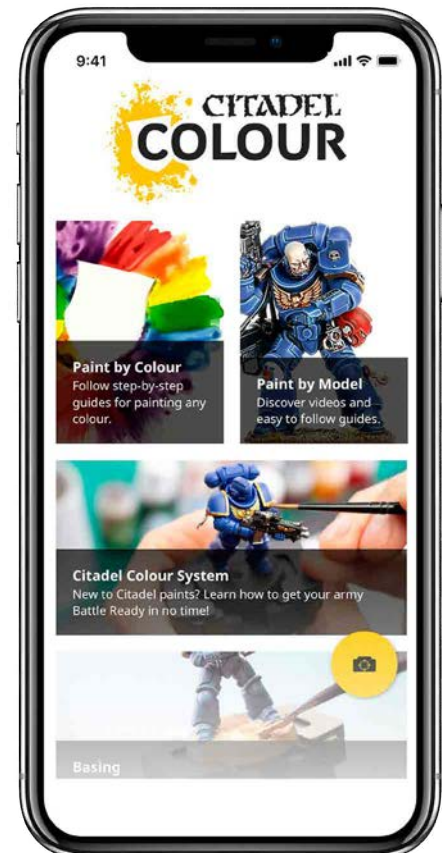 9:41
CITADEL
COLOUR
Paint by Colour
Follow step-by-step
guides for painting any
colour.
Paint by Model
Discover videos and
easy to follow guides.
Citadel Colour System
New to Citadel paints? Learn how to get your army
Battle Ready in no time!
Basing